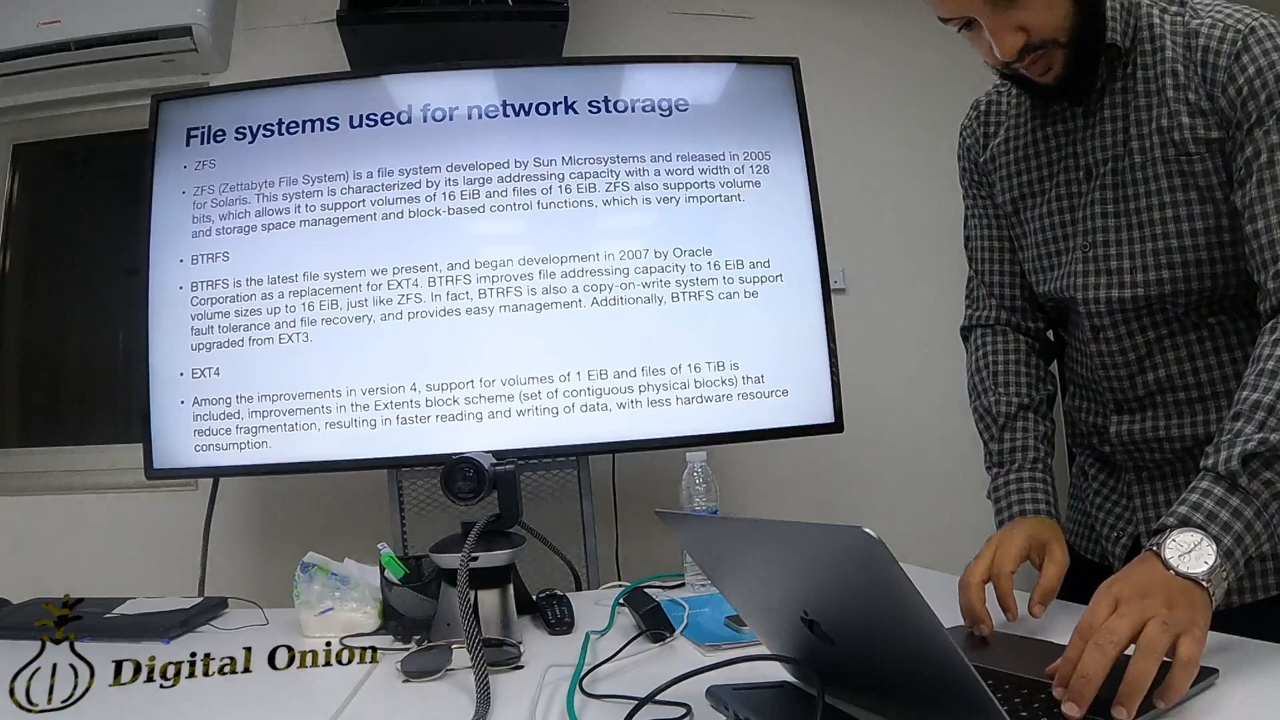 File systems used for network storage
• ZFS
• ZFS (Zettabyte File System) is a file system developed by Sun Microsystems and released in 2005
for Solaris. This system is characterized by its large addressing capacity with a word width of 128
bits, which allows it to support volumes of 16 EiB and files of 16 EiB. ZFS also supports volume
and storage space management and block-based control functions, which is very important.
• BTRFS
• BTRFS is the latest file system we present, and began development in 2007 by Oracle
Corporation as a replacement for EXT4. BTRFS improves file addressing capacity to 16 EiB and
volume sizes up to 16 EiB, just like ZFS. In fact, BTRFS is also a copy-on-write system to support
fault tolerance and file recovery, and provides easy management. Additionally, BTRFS can be
upgraded from EXT3.
• EXT4
• Among the improvements in version 4, support for volumes of 1 EiB and files of 16 TiB is
included, improvements in the Extents block scheme (set of contiguous physical blocks) that
reduce fragmentation, resulting in faster reading and writing of data, with less hardware resource
consumption.
Digital Onion